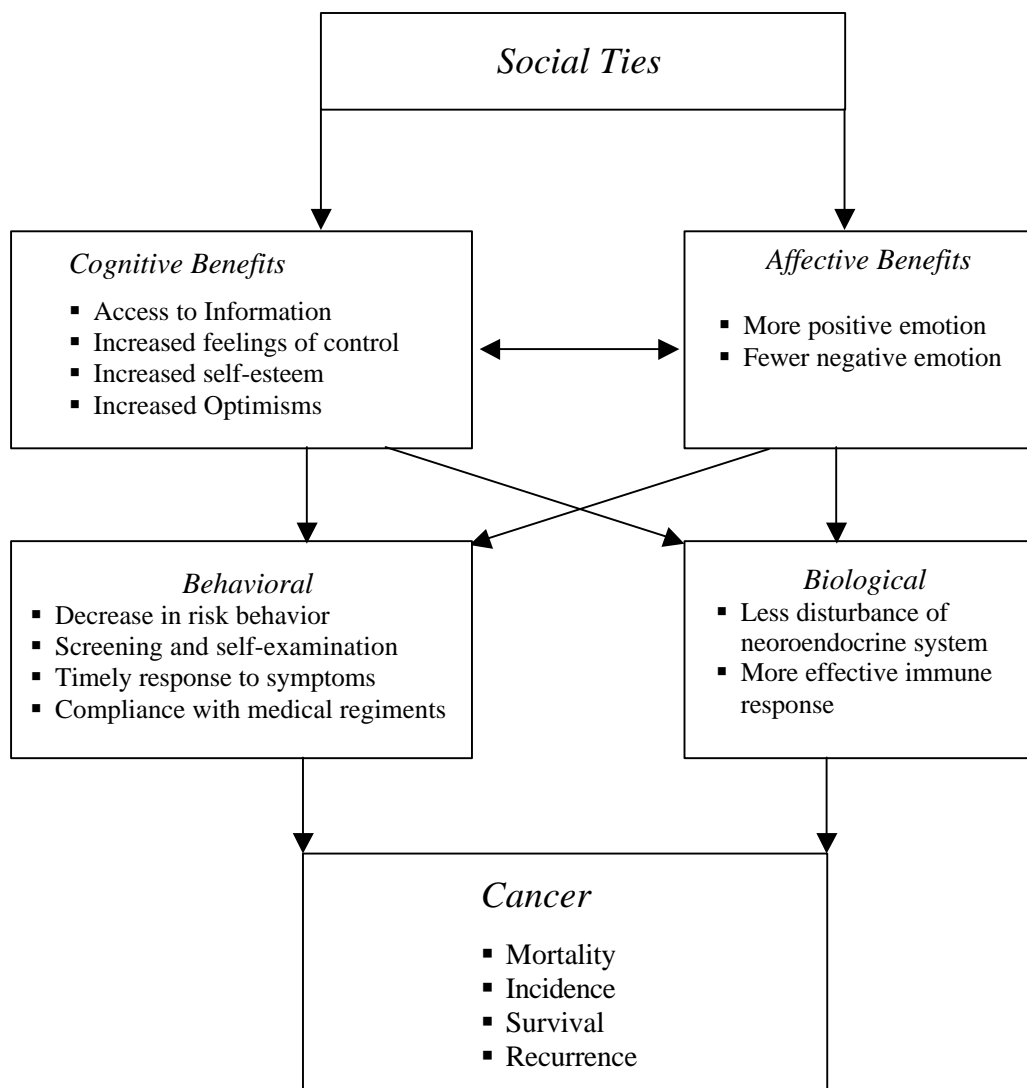 Social Ties
Cognitive Benefits
▪ Access to Information
▪ Increased feelings of control
▪ Increased self-esteem
▪ Increased Optimisms
Affective Benefits
▪ More positive emotion
▪ Fewer negative emotion
Behavioral
▪ Decrease in risk behavior
▪ Screening and self-examination
▪ Timely response to symptoms
▪ Compliance with medical regiments
Biological
▪ Less disturbance of
neoroendocrine system
▪ More effective immune
response
Cancer
▪ Mortality
▪ Incidence
▪ Survival
▪ Recurrence